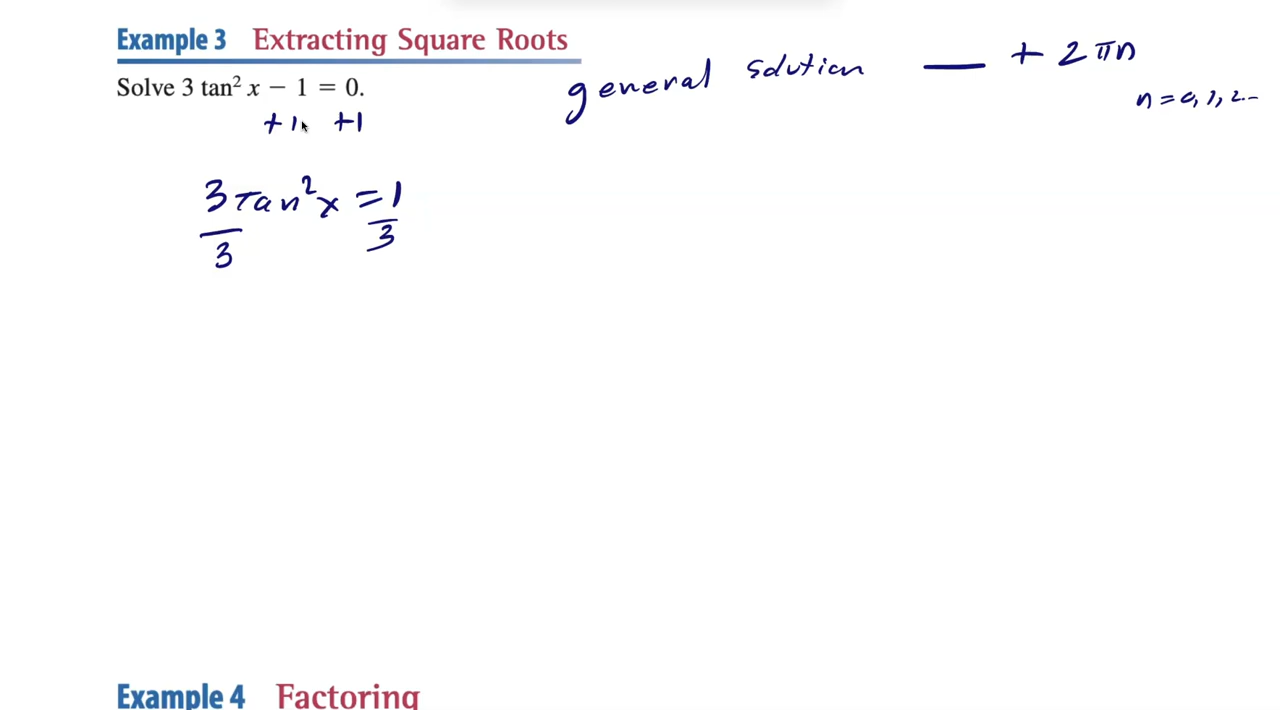 Example 3 Extracting Square Roots
Solve 3 tan² x − 1 = 0.
general solution ___ + 2πn
n = 0, 1, 2...
+1 +1
3 tan² x = 1
3 3
Example 4 Factoring